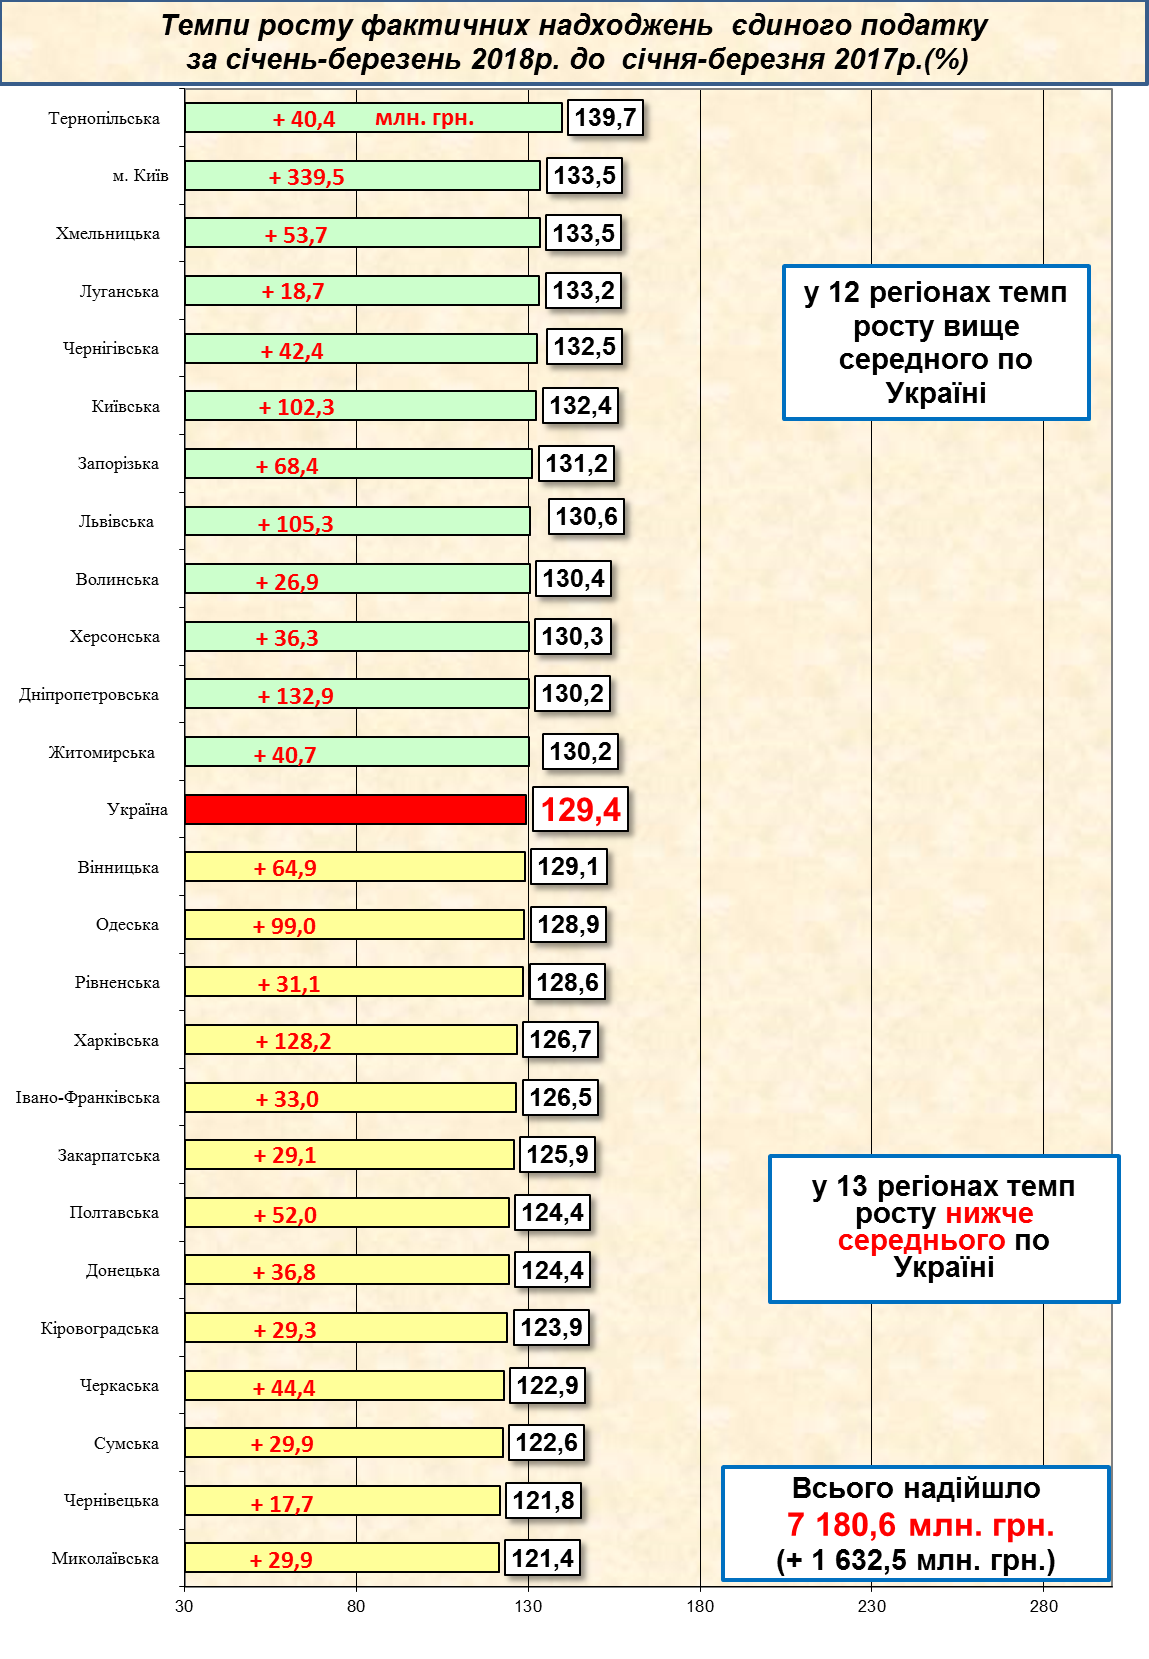 Темпи росту фактичних надходжень єдиного податку
за січень-березень 2018р. до січня-березня 2017р.(%)
Тернопільська + 40,4 млн. грн. 139,7
м. Київ + 339,5 133,5
Хмельницька + 53,7 133,5
Луганська + 18,7 133,2
Чернігівська + 42,4 132,5
Київська + 102,3 132,4
Запорізька + 68,4 131,2
Львівська + 105,3 130,6
Волинська + 26,9 130,4
Херсонська + 36,3 130,3
Дніпропетровська + 132,9 130,2
Житомирська + 40,7 130,2
Україна 129,4
Вінницька + 64,9 129,1
Одеська + 99,0 128,9
Рівненська + 31,1 128,6
Харківська + 128,2 126,7
Івано-Франківська + 33,0 126,5
Закарпатська + 29,1 125,9
Полтавська + 52,0 124,4
Донецька + 36,8 124,4
Кіровоградська + 29,3 123,9
Черкаська + 44,4 122,9
Сумська + 29,9 122,6
Чернівецька + 17,7 121,8
Миколаївська + 29,9 121,4
30 80 130 180 230 280
у 12 регіонах темп
росту вище
середного по
Україні
у 13 регіонах темп
росту нижче
середнього по
Україні
Всього надійшло
7 180,6 млн. грн.
(+ 1 632,5 млн. грн.)